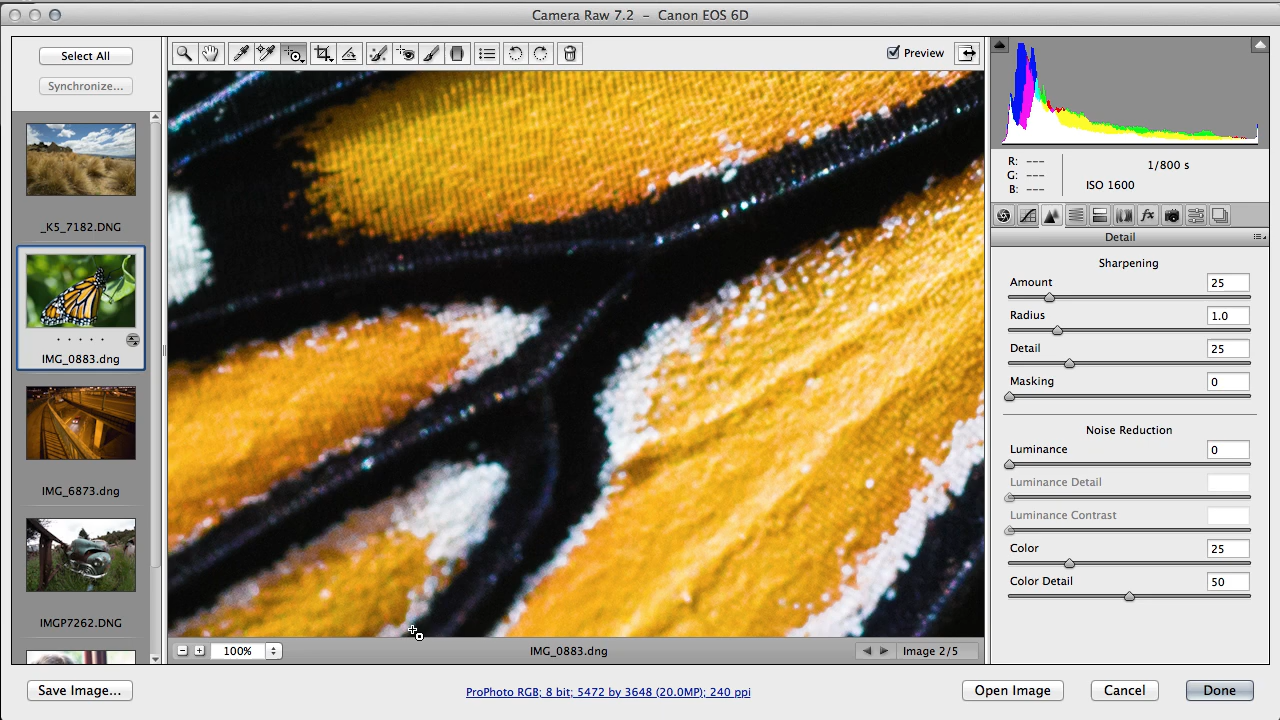 Camera Raw 7.2 – Canon EOS 6D
Select All
Synchronize...
_K5_7182.DNG
IMG_0883.dng
IMG_6873.dng
IMGP7262.DNG
Preview
100%
IMG_0883.dng
Image 2/5
R: ---
G: ---
B: ---
1/800 s
ISO 1600
fx
Detail
Sharpening
Amount 25
Radius 1.0
Detail 25
Masking 0
Noise Reduction
Luminance 0
Luminance Detail
Luminance Contrast
Color 25
Color Detail 50
Save Image...
ProPhoto RGB; 8 bit; 5472 by 3648 (20.0MP); 240 ppi
Open Image
Cancel
Done